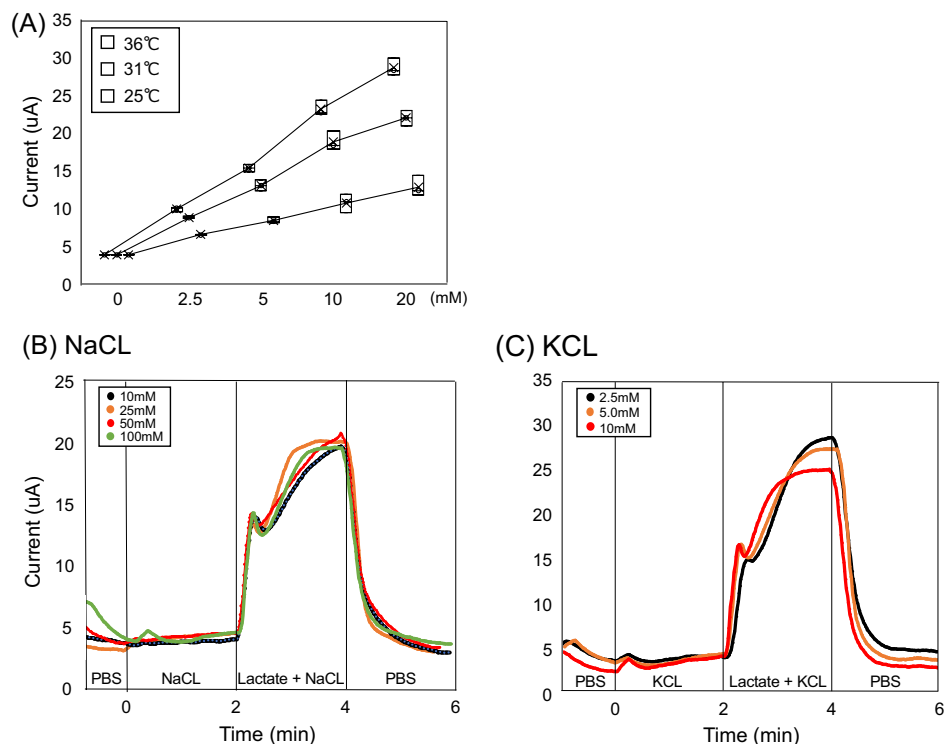 (A)
35
30
25
20
15
10
5
0
Current (uA)
36℃
31℃
25℃
0 2.5 5 10 20 (mM)
(B) NaCL
25
20
15
10
5
0
Current (uA)
10mM
25mM
50mM
100mM
PBS NaCL Lactate + NaCL PBS
0 2 4 6
Time (min)
(C) KCL
35
30
25
20
15
10
5
0
2.5mM
5.0mM
10mM
PBS KCL Lactate + KCL PBS
0 2 4 6
Time (min)